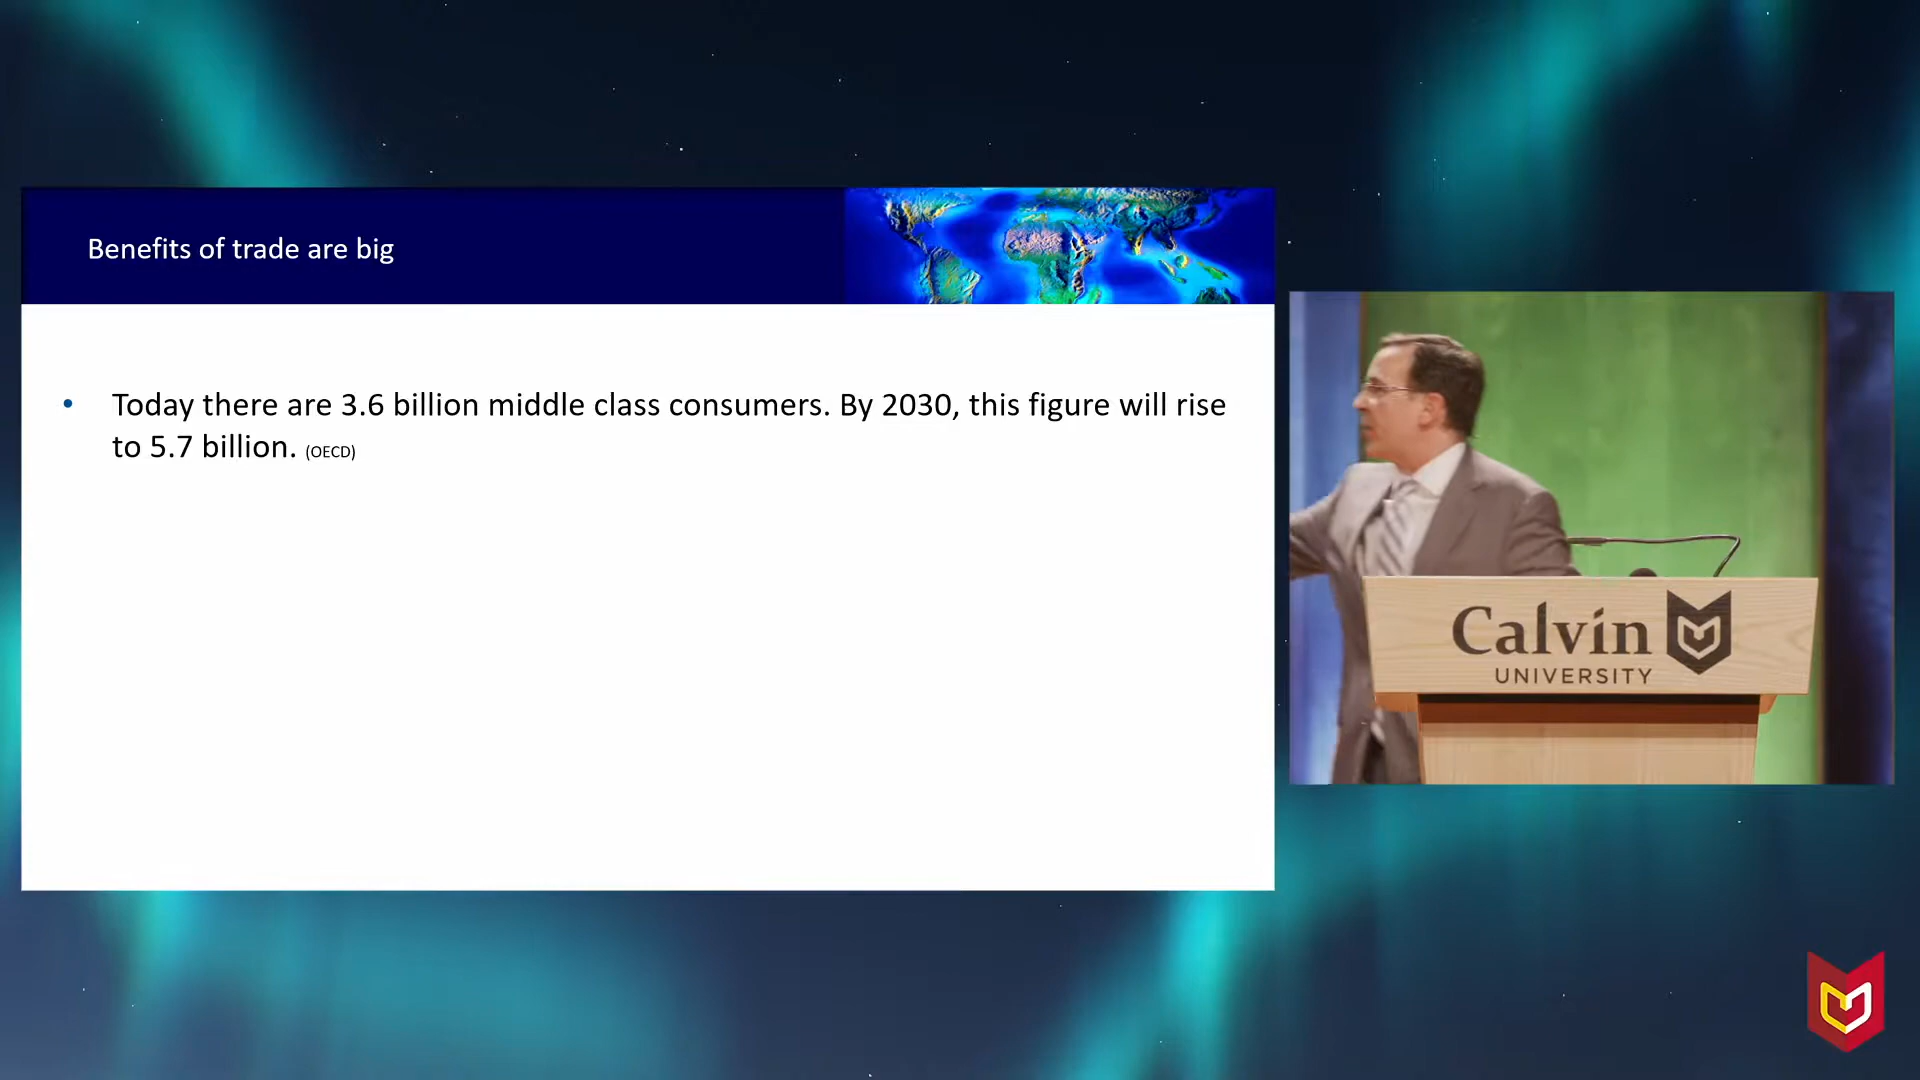 Benefits of trade are big
• Today there are 3.6 billion middle class consumers. By 2030, this figure will rise
to 5.7 billion. (OECD)
Calvin
UNIVERSITY